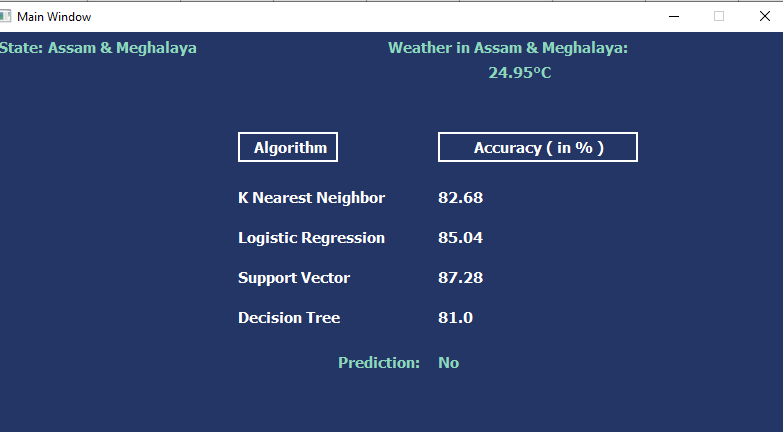 Main Window
State: Assam & Meghalaya
Weather in Assam & Meghalaya:
24.95°C
Algorithm Accuracy ( in % )
K Nearest Neighbor 82.68
Logistic Regression 85.04
Support Vector 87.28
Decision Tree 81.0
Prediction: No